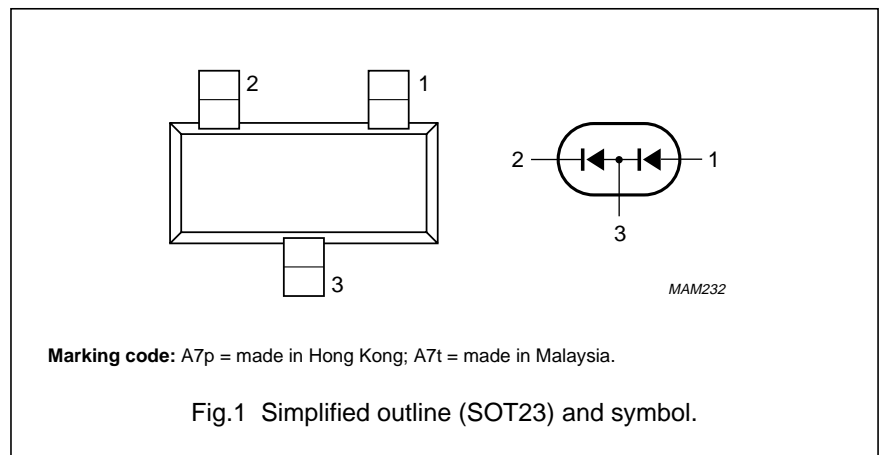 2
1
3
2
1
3
MAM232
Marking code: A7p = made in Hong Kong; A7t = made in Malaysia.
Fig.1 Simplified outline (SOT23) and symbol.